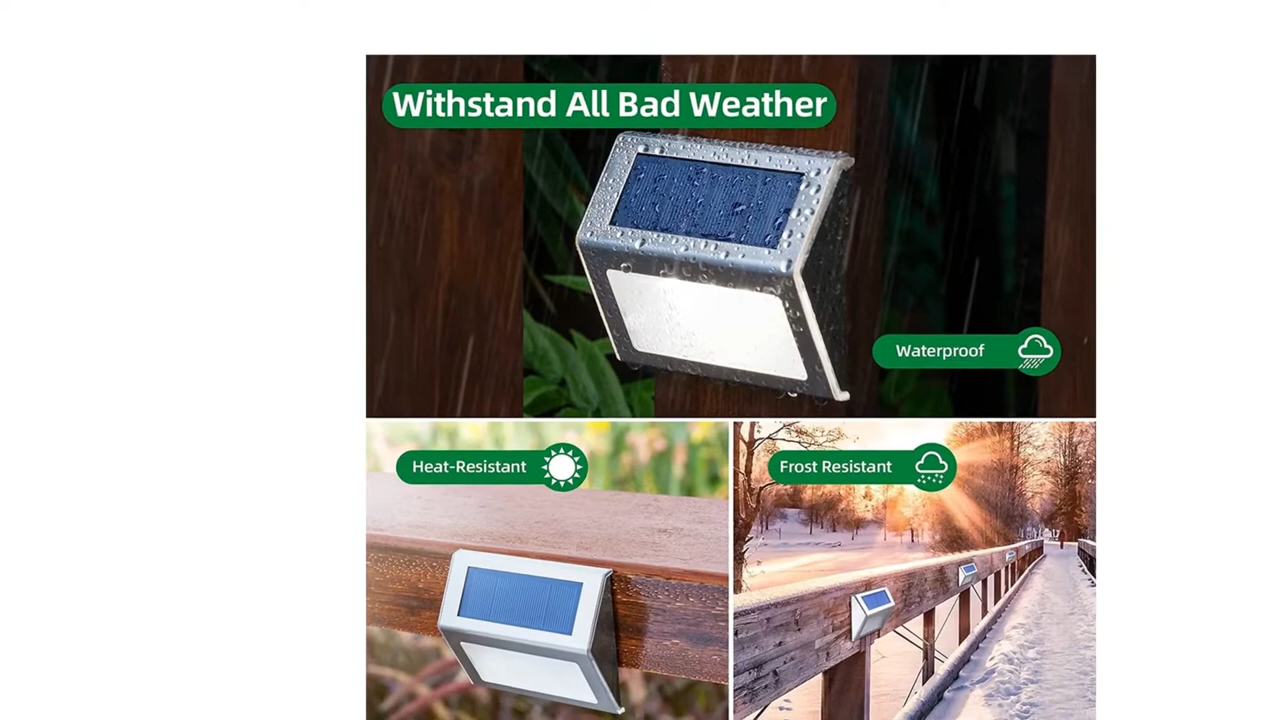 Withstand All Bad Weather
Waterproof
Heat-Resistant
Frost Resistant